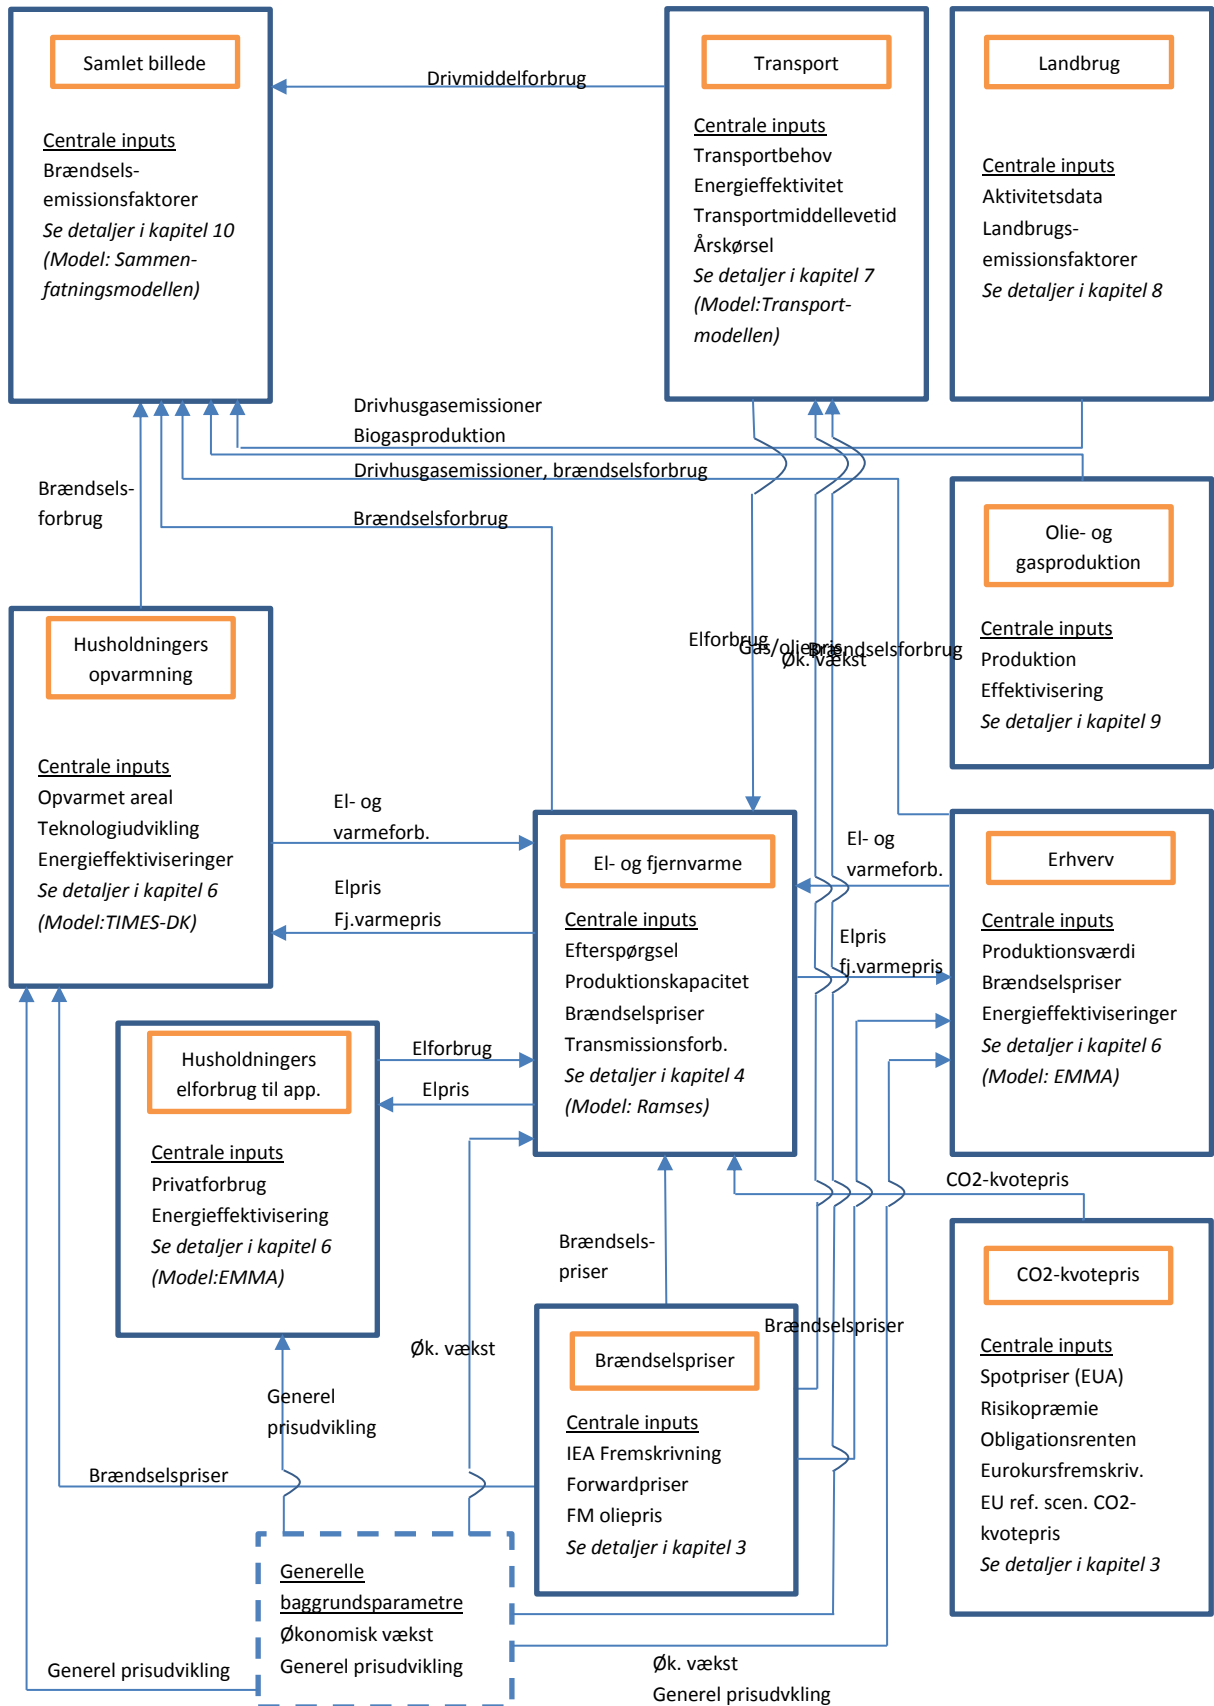 Samlet billede
Centrale inputs
Brændsels-
emissionsfaktorer
Se detaljer i kapitel 10
(Model: Sammen-
fatningsmodellen)
Drivmiddelforbrug
Transport
Centrale inputs
Transportbehov
Energieffektivitet
Transportmiddellevetid
Årskørsel
Se detaljer i kapitel 7
(Model:Transport-
modellen)
Landbrug
Centrale inputs
Aktivitetsdata
Landbrugs-
emissionsfaktorer
Se detaljer i kapitel 8
Drivhusgasemissioner
Biogasproduktion
Drivhusgasemissioner, brændselsforbrug
Brændselsforbrug
Brændsels-
forbrug
Olie- og
gasproduktion
Centrale inputs
Produktion
Effektivisering
Se detaljer i kapitel 9
Elforbrug
Gas/oliepris
Brændselsforbrug
Øk. vækst
Husholdningers
opvarmning
Centrale inputs
Opvarmet areal
Teknologiudvikling
Energieffektiviseringer
Se detaljer i kapitel 6
(Model:TIMES-DK)
El- og
varmeforb.
Elpris
Fj.varmepris
El- og fjernvarme
Centrale inputs
Efterspørgsel
Produktionskapacitet
Brændselspriser
Transmissionsforb.
Se detaljer i kapitel 4
(Model: Ramses)
El- og
varmeforb.
Elpris
fj.varmepris
Erhverv
Centrale inputs
Produktionsværdi
Brændselspriser
Energieffektiviseringer
Se detaljer i kapitel 6
(Model: EMMA)
Husholdningers
elforbrug til app.
Centrale inputs
Privatforbrug
Energieffektivisering
Se detaljer i kapitel 6
(Model:EMMA)
Elforbrug
Elpris
CO2-kvotepris
Brændsels-
priser
Øk. vækst
Generel
prisudvikling
Brændselspriser
Brændselspriser
Brændselspriser
Centrale inputs
IEA Fremskrivning
Forwardpriser
FM oliepris
Se detaljer i kapitel 3
CO2-kvotepris
Centrale inputs
Spotpriser (EUA)
Risikopræmie
Obligationsrenten
Eurokursfremskriv.
EU ref. scen. CO2-
kvotepris
Se detaljer i kapitel 3
Generelle
baggrundsparametre
Økonomisk vækst
Generel prisudvikling
Generel prisudvikling
Øk. vækst
Generel prisudvkling